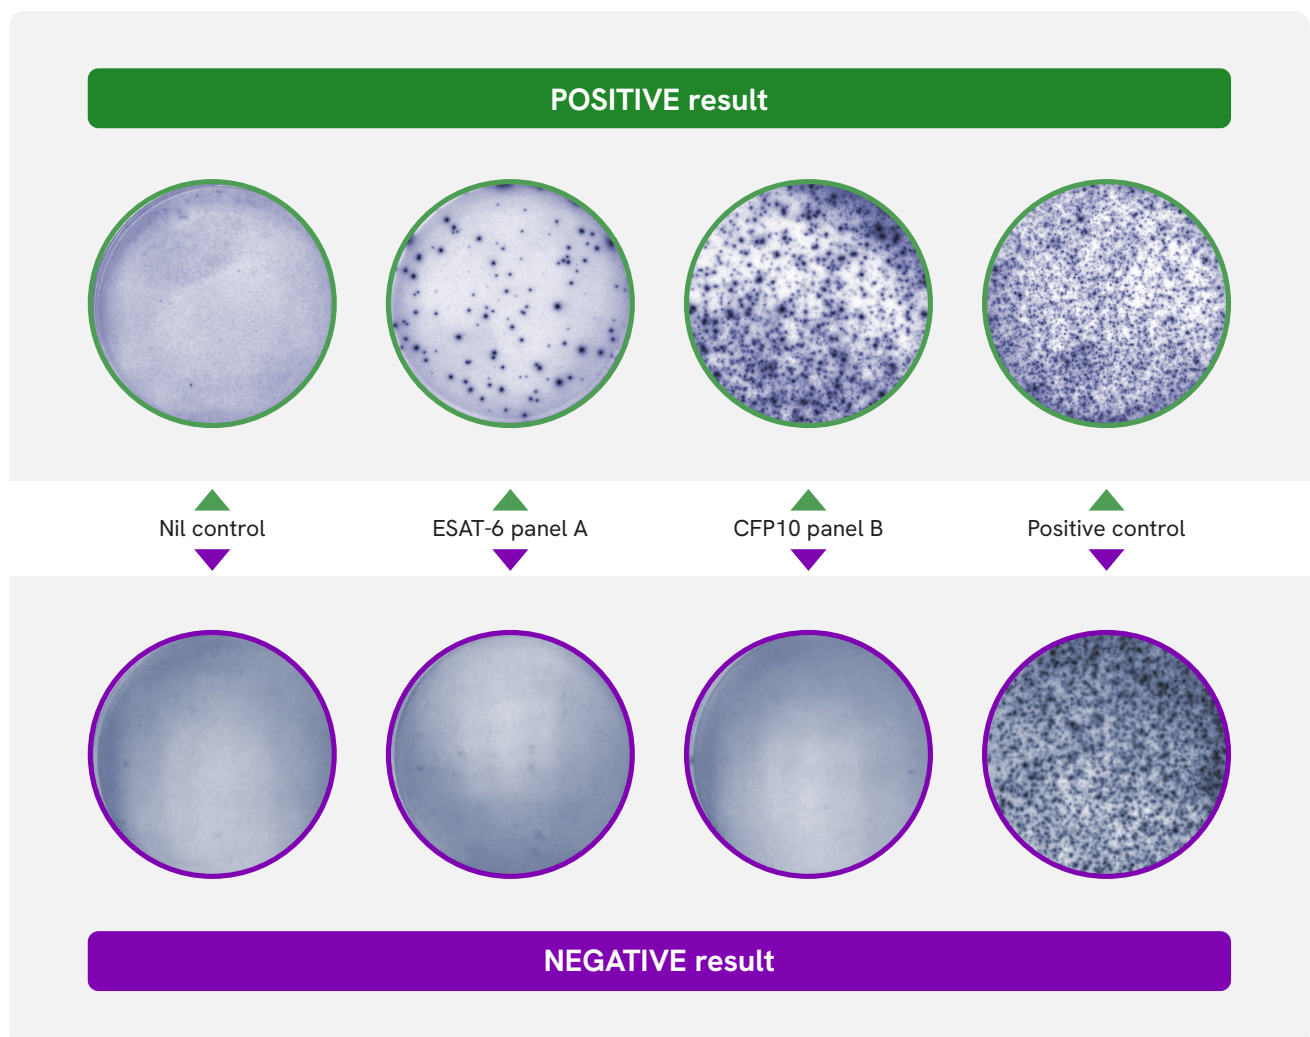 POSITIVE result
Nil control
ESAT-6 panel A
CFP10 panel B
Positive control
NEGATIVE result